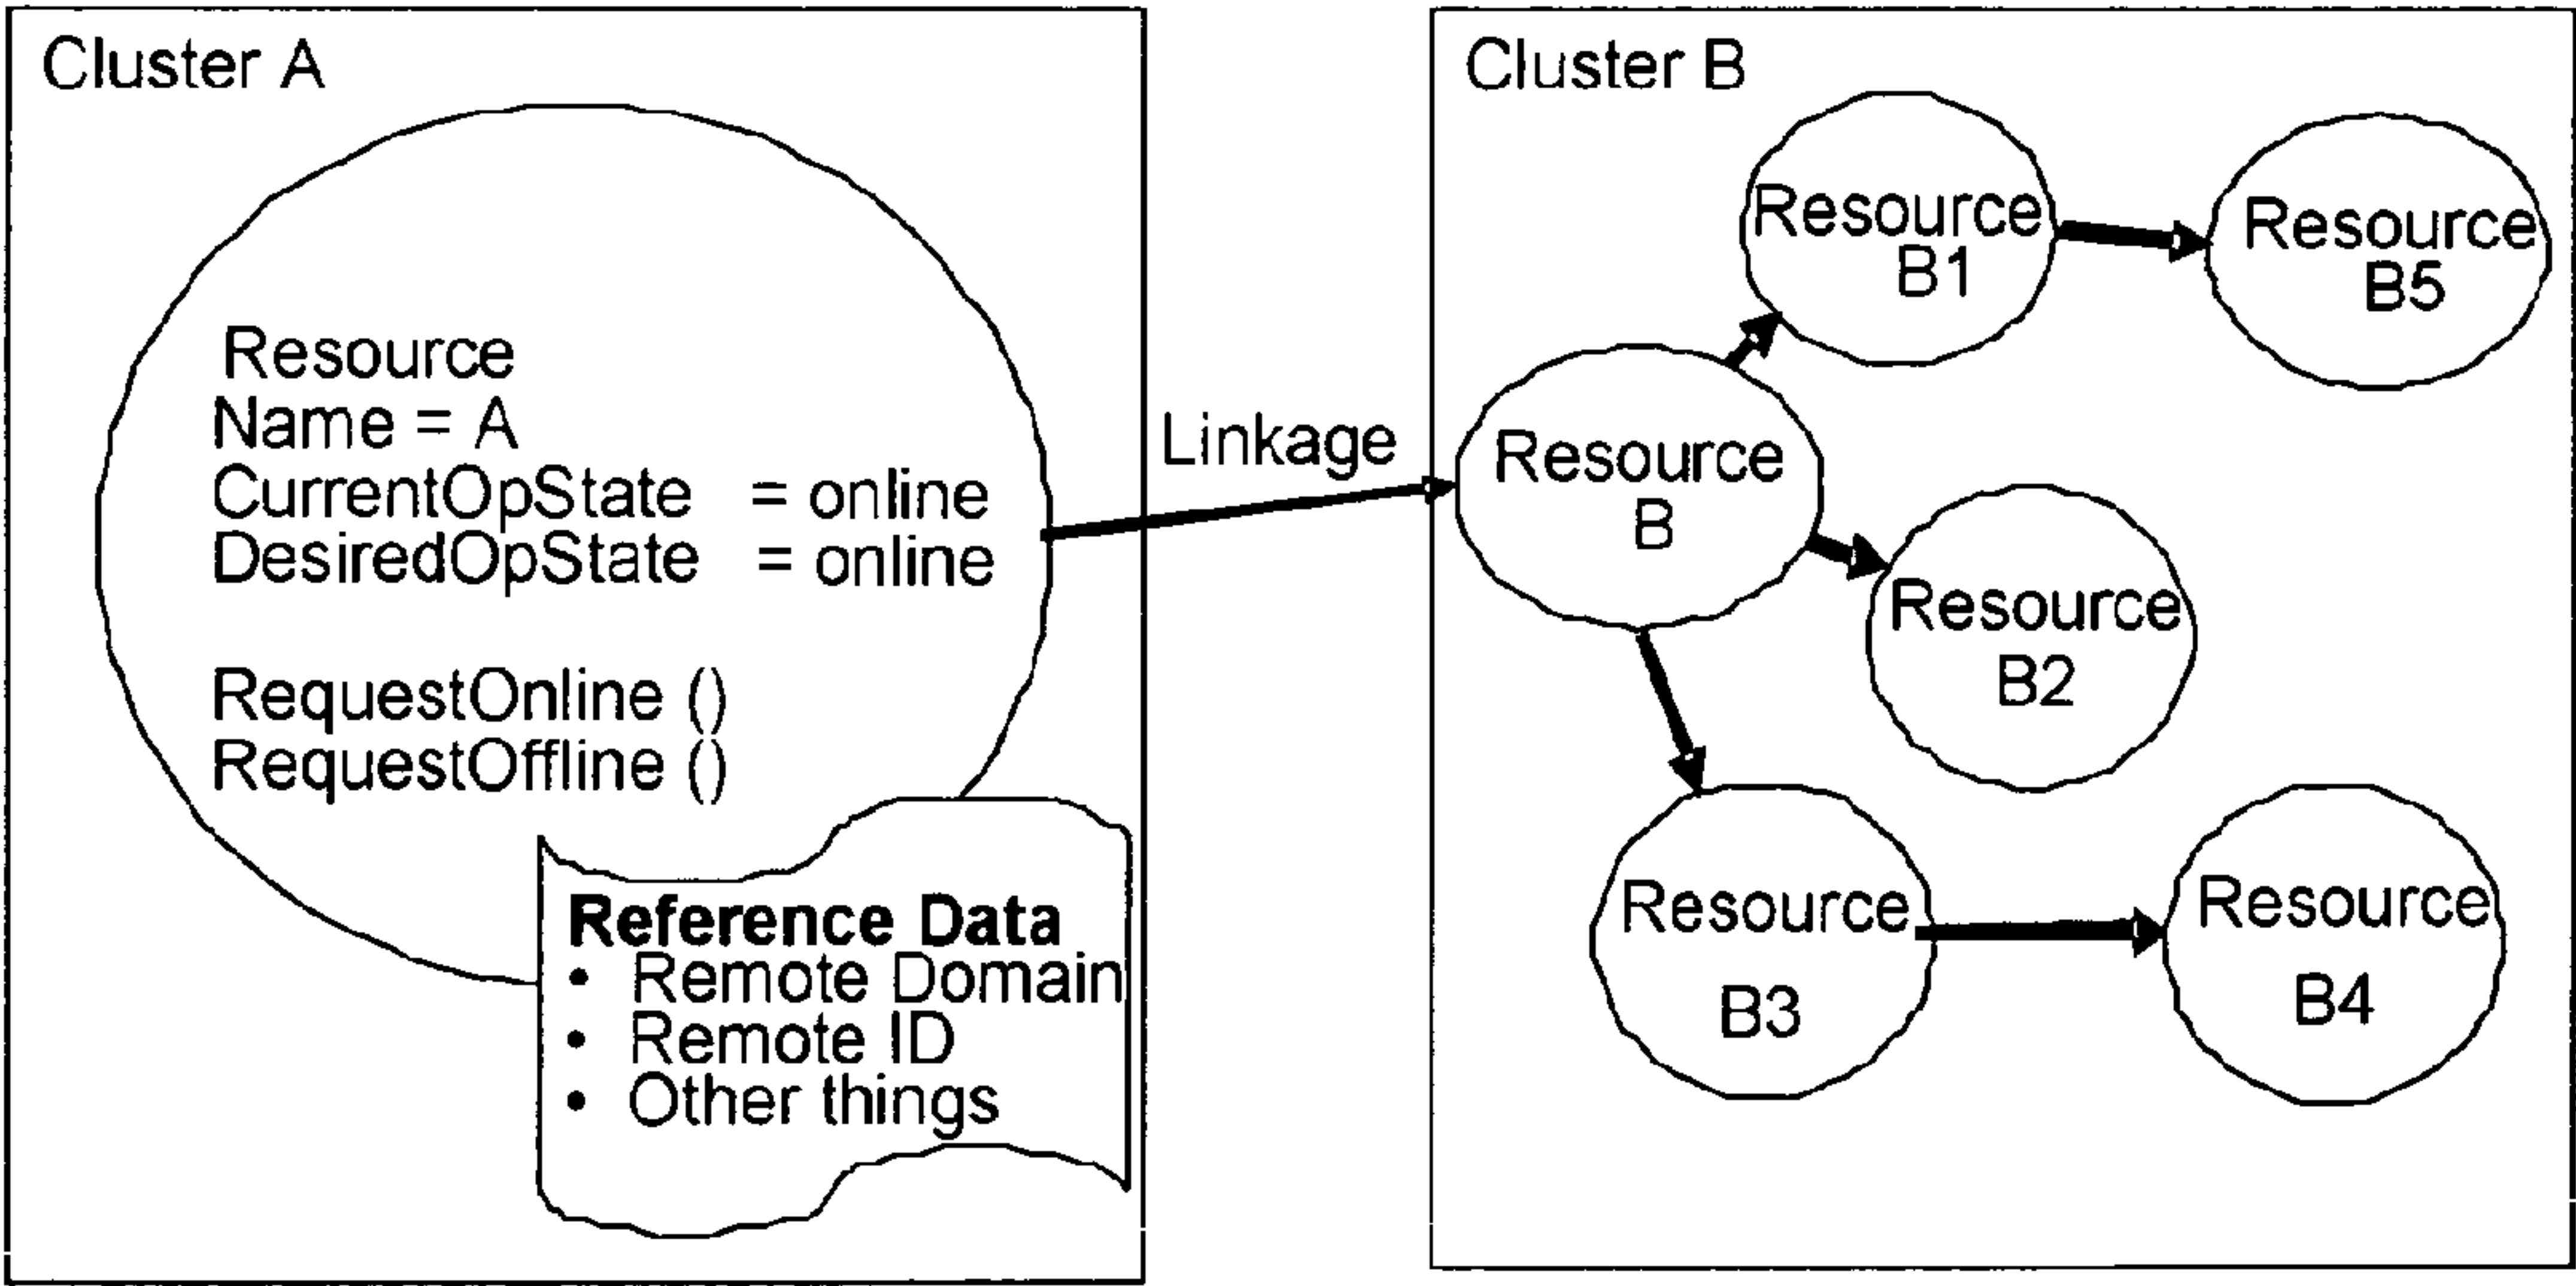 Cluster A
Resource
Name = A
CurrentOpState = online
DesiredOpState = online
RequestOnline ()
RequestOffline ()
Reference Data
• Remote Domain
• Remote ID
• Other things
Linkage
Cluster B
Resource
B1
Resource
B5
Resource
B
Resource
B2
Resource
B3
Resource
B4